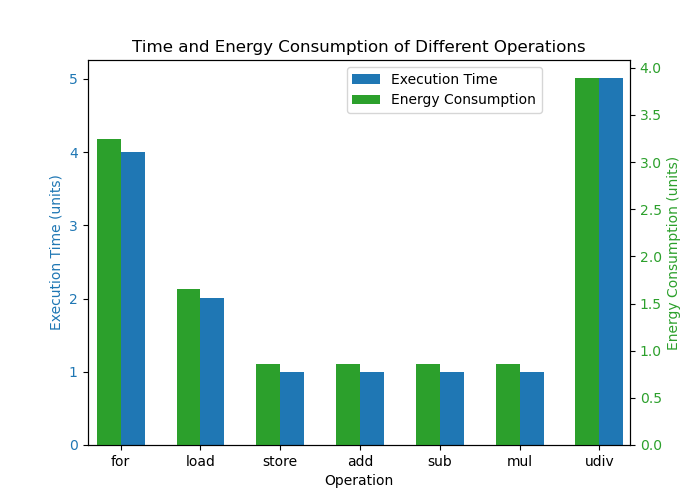 Time and Energy Consumption of Different Operations
Execution Time
Energy Consumption
Execution Time (units)
5
4
3
2
1
0
4.0
3.5
3.0
2.5
2.0
1.5
1.0
0.5
0.0
Energy Consumption (units)
for load store add sub mul udiv
Operation